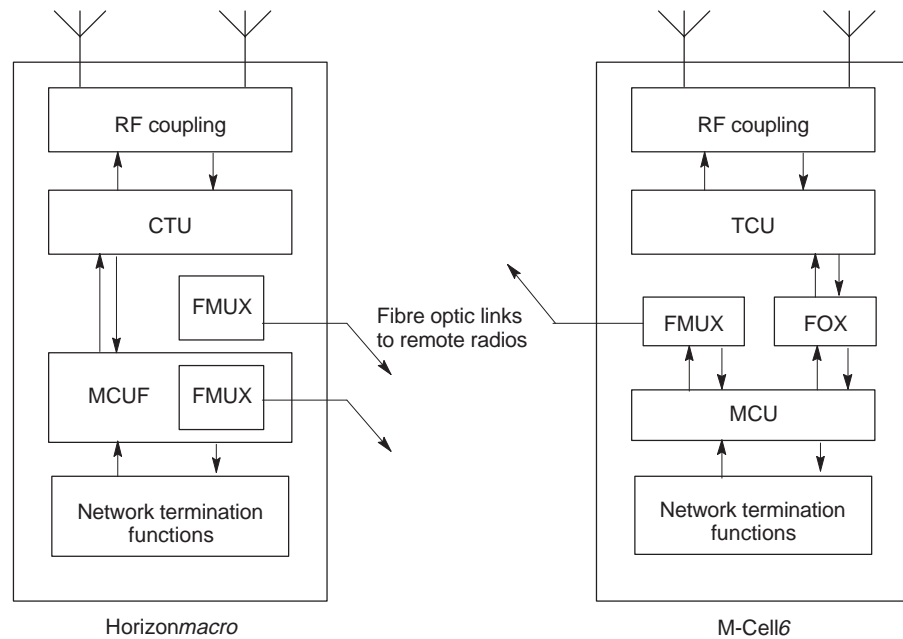 RF coupling
CTU
FMUX
MCUF
FMUX
Network termination
functions
Horizonmacro
Fibre optic links
to remote radios
RF coupling
TCU
FMUX
FOX
MCU
Network termination
functions
M-Cell6